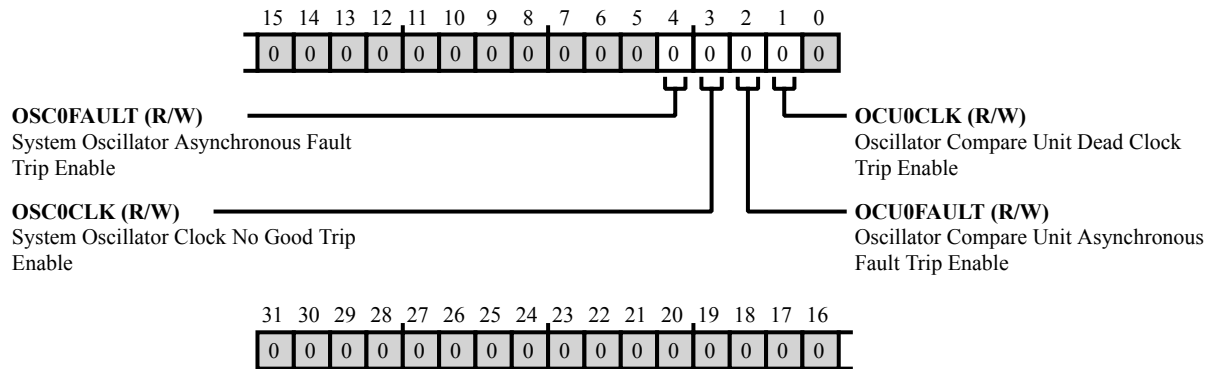 15 14 13 12 11 10 9 8 7 6 5 4 3 2 1 0
0 0 0 0 0 0 0 0 0 0 0 0 0 0 0 0
OSC0FAULT (R/W)
System Oscillator Asynchronous Fault
Trip Enable
OSC0CLK (R/W)
System Oscillator Clock No Good Trip
Enable
OCU0CLK (R/W)
Oscillator Compare Unit Dead Clock
Trip Enable
OCU0FAULT (R/W)
Oscillator Compare Unit Asynchronous
Fault Trip Enable
31 30 29 28 27 26 25 24 23 22 21 20 19 18 17 16
0 0 0 0 0 0 0 0 0 0 0 0 0 0 0 0